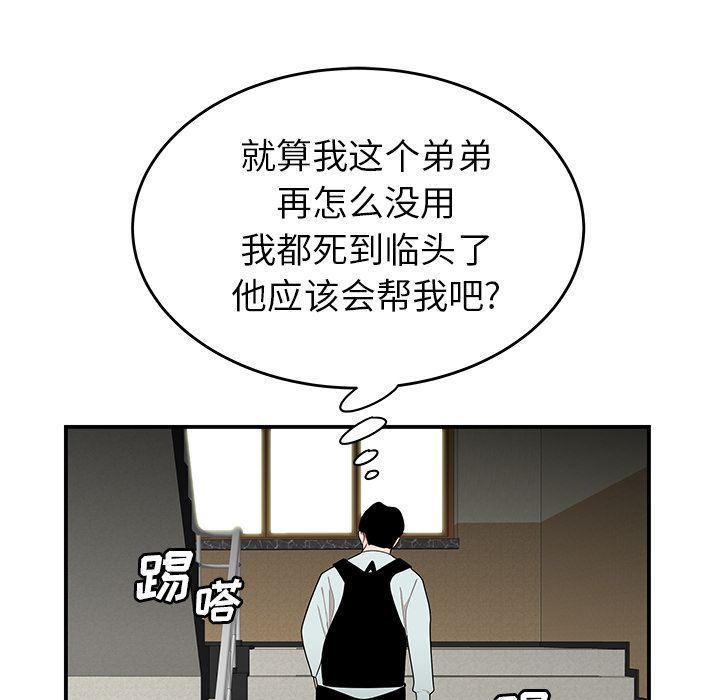 就算我这个弟弟
再怎么没用
我都死到临头了
他应该会帮我吧?
踢
嗒
踢